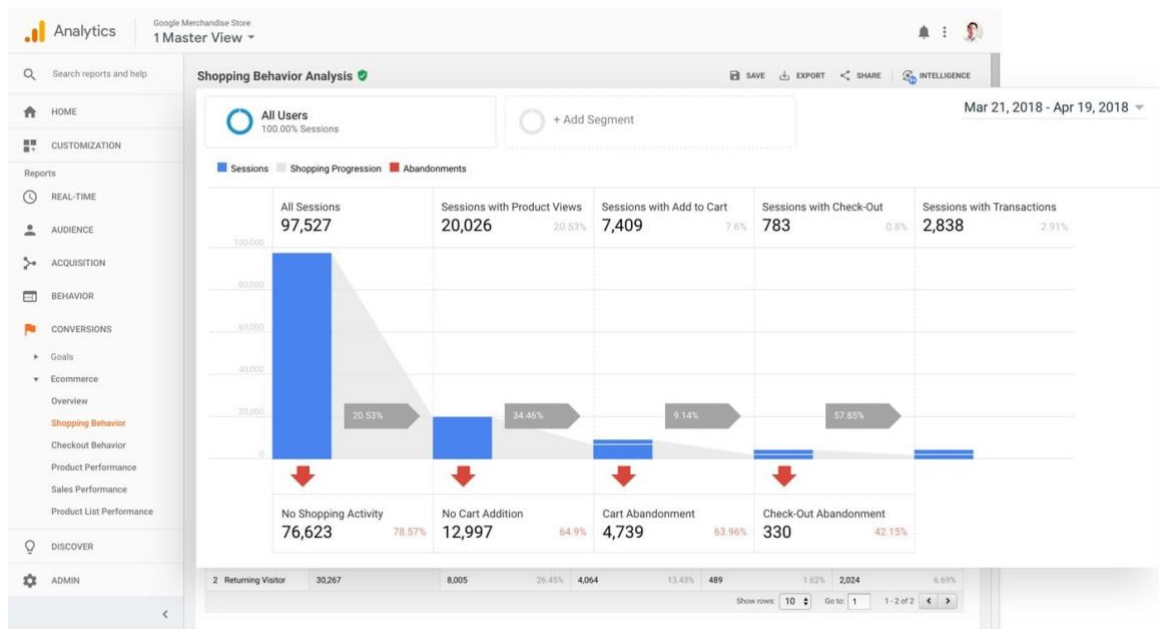 Analytics
Google Merchandise Store
1 Master View
Search reports and help
HOME
CUSTOMIZATION
Reports
REAL-TIME
AUDIENCE
ACQUISITION
BEHAVIOR
CONVERSIONS
Goals
Ecommerce
Overview
Shopping Behavior
Checkout Behavior
Product Performance
Sales Performance
Product List Performance
DISCOVER
ADMIN
Shopping Behavior Analysis
SAVE EXPORT SHARE INTELLIGENCE
All Users
100.00% Sessions
+ Add Segment
Mar 21, 2018 - Apr 19, 2018
Sessions Shopping Progression Abandonments
All Sessions
97,527
Sessions with Product Views
20,026 20.53%
Sessions with Add to Cart
7,409 7.6%
Sessions with Check-Out
783 0.8%
Sessions with Transactions
2,838 2.91%
100,000
80,000
60,000
40,000
20,000
0
20.53% 34.46% 9.14% 57.85%
No Shopping Activity
76,623 78.57%
No Cart Addition
12,997 64.9%
Cart Abandonment
4,739 63.96%
Check-Out Abandonment
330 42.15%
2 Returning Visitor 30,267 8,005 26.45% 4,064 13.43% 489 1.62% 2,024 6.69%
Show rows: 10 Go to: 1 1 - 2 of 2